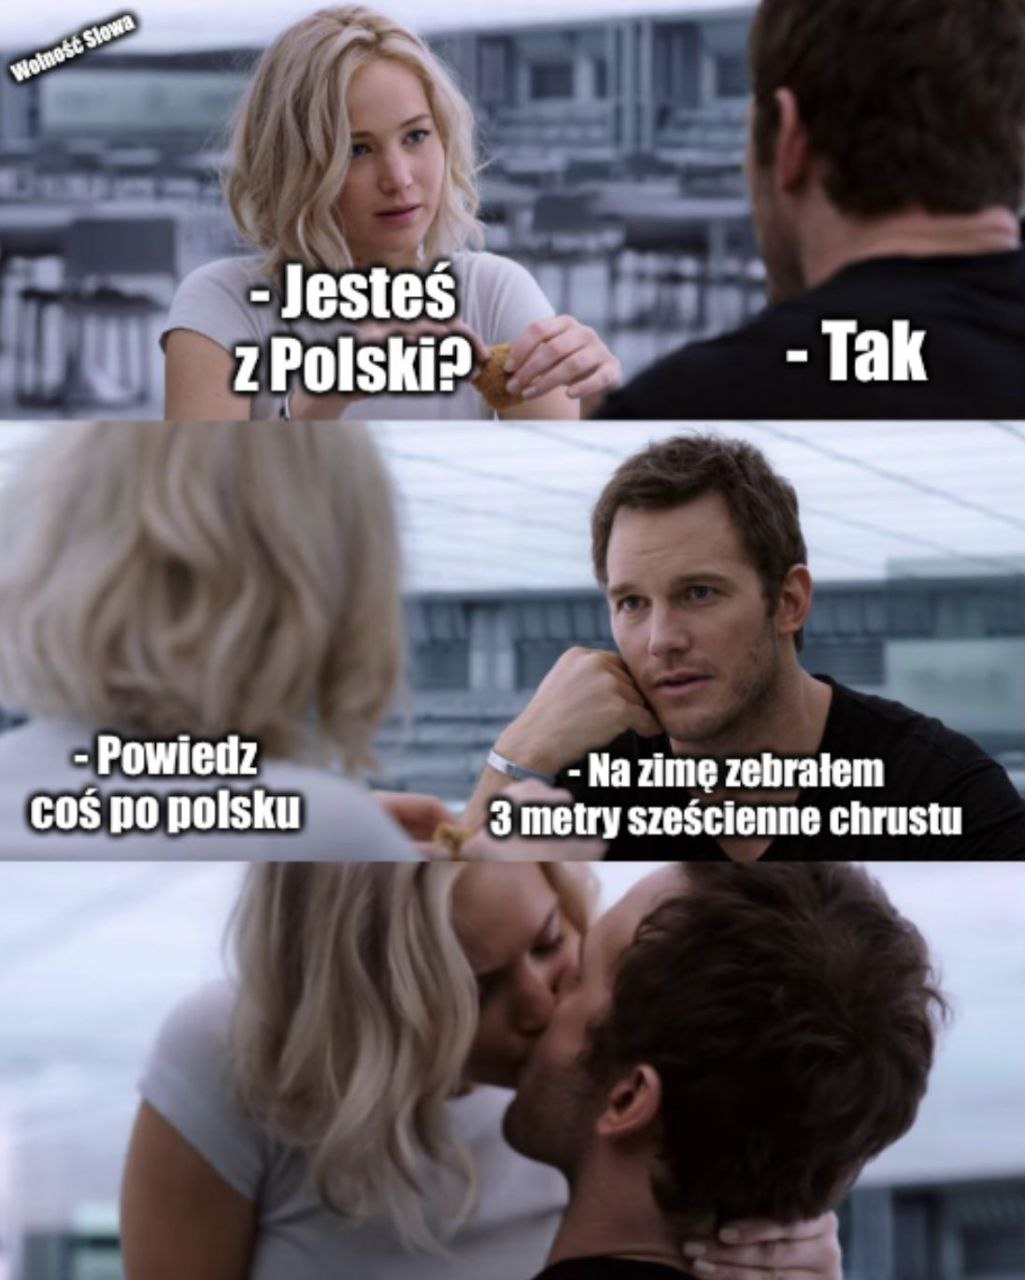 Wolność Słowa
- Jesteś
z Polski?
- Tak
- Powiedz
coś po polsku
- Na zimę zebrałem
3 metry sześcienne chrustu